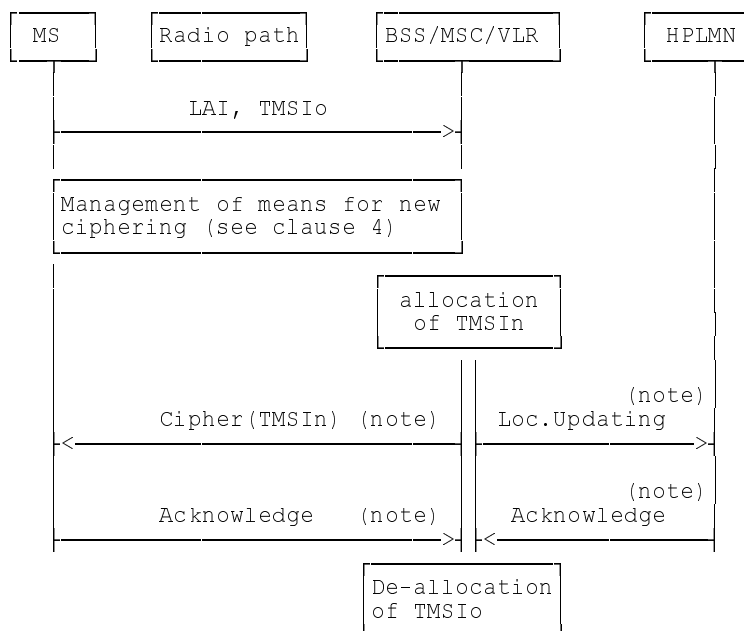 MS Radio path BSS/MSC/VLR HPLMN
LAI, TMSIo
Management of means for new
ciphering (see clause 4)
allocation
of TMSIn
(note)
Cipher(TMSIn) (note) Loc.Updating
(note)
Acknowledge (note) Acknowledge
De-allocation
of TMSIo